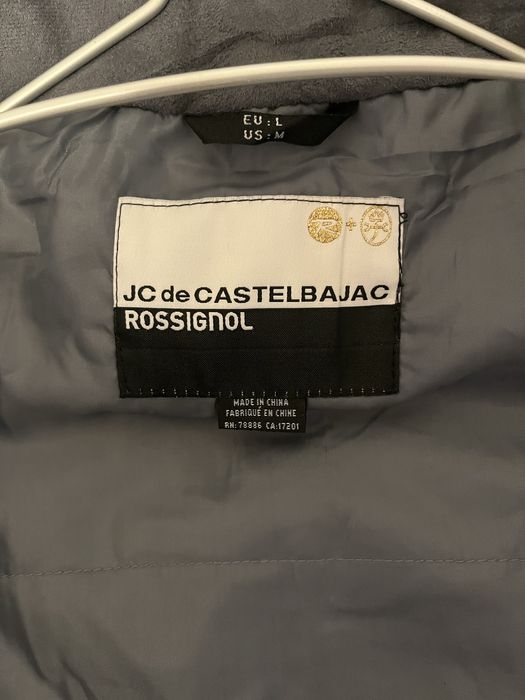 EU : L
US : M
JC de CASTELBAJAC
ROSSIGNOL
MADE IN CHINA
FABRIQUÉ EN CHINE
RN: 78886 CA:17201